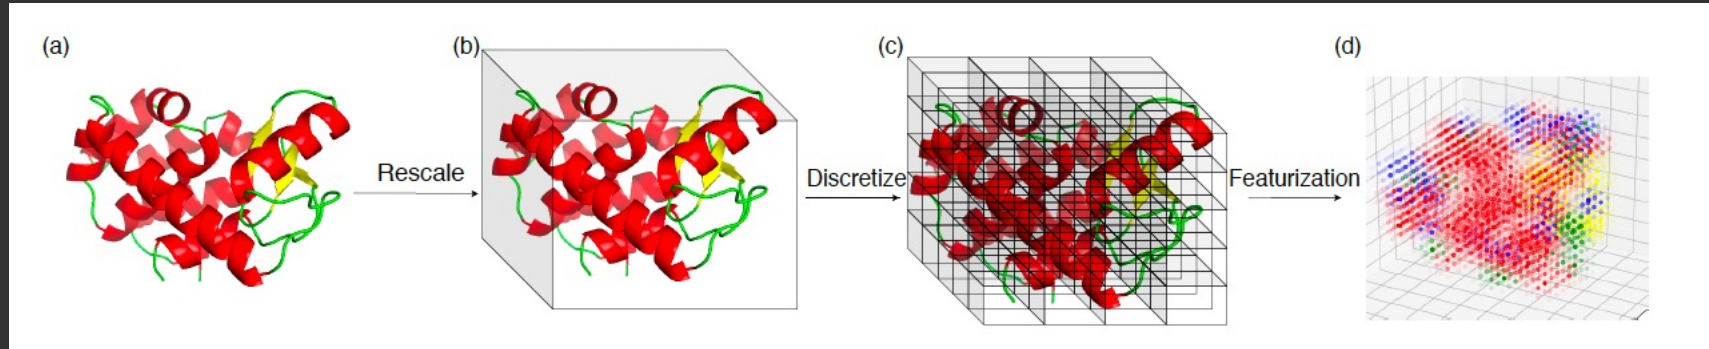 (a)
Rescale
(b)
Discretize
(c)
Featurization
(d)